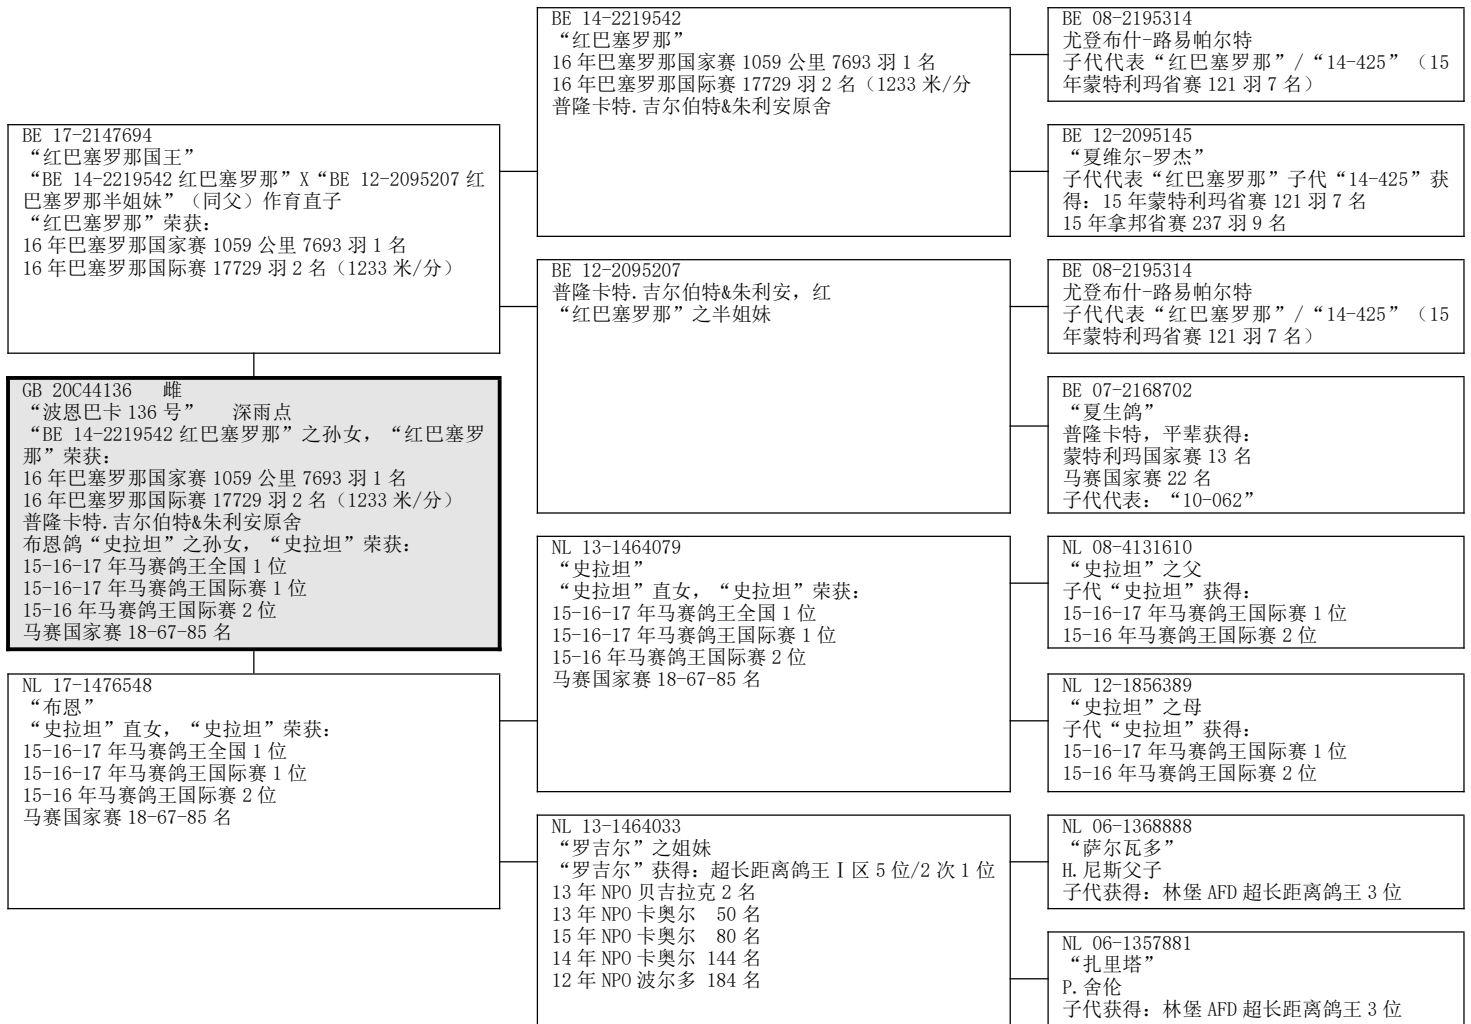 BE 17-2147694
“红巴塞罗那国王”
“BE 14-2219542 红巴塞罗那”X“BE 12-2095207 红
巴塞罗那半姐妹”（同父）作育直子
“红巴塞罗那”荣获：
16 年巴塞罗那国家赛 1059 公里 7693 羽 1 名
16 年巴塞罗那国际赛 17729 羽 2 名（1233 米/分）
GB 20C44136 雌
“波恩巴卡 136 号” 深雨点
“BE 14-2219542 红巴塞罗那”之孙女，“红巴塞罗
那”荣获：
16 年巴塞罗那国家赛 1059 公里 7693 羽 1 名
16 年巴塞罗那国际赛 17729 羽 2 名（1233 米/分）
普隆卡特.吉尔伯特&朱利安原舍
布恩鸽“史拉坦”之孙女，“史拉坦”荣获：
15-16-17 年马赛鸽王全国 1 位
15-16-17 年马赛鸽王国际赛 1 位
15-16 年马赛鸽王国际赛 2 位
马赛国家赛 18-67-85 名
NL 17-1476548
“布恩”
“史拉坦”直女，“史拉坦”荣获：
15-16-17 年马赛鸽王全国 1 位
15-16-17 年马赛鸽王国际赛 1 位
15-16 年马赛鸽王国际赛 2 位
马赛国家赛 18-67-85 名
BE 14-2219542
“红巴塞罗那”
16 年巴塞罗那国家赛 1059 公里 7693 羽 1 名
16 年巴塞罗那国际赛 17729 羽 2 名（1233 米/分
普隆卡特.吉尔伯特&朱利安原舍
BE 12-2095207
普隆卡特.吉尔伯特&朱利安，红
“红巴塞罗那”之半姐妹
NL 13-1464079
“史拉坦”
“史拉坦”直女，“史拉坦”荣获：
15-16-17 年马赛鸽王全国 1 位
15-16-17 年马赛鸽王国际赛 1 位
15-16 年马赛鸽王国际赛 2 位
马赛国家赛 18-67-85 名
NL 13-1464033
“罗吉尔”之姐妹
“罗吉尔”获得：超长距离鸽王Ⅰ区 5 位/2 次 1 位
13 年 NPO 贝吉拉克 2 名
13 年 NPO 卡奥尔 50 名
15 年 NPO 卡奥尔 80 名
14 年 NPO 卡奥尔 144 名
12 年 NPO 波尔多 184 名
BE 08-2195314
尤登布什-路易帕尔特
子代代表“红巴塞罗那”/“14-425”（15
年蒙特利玛省赛 121 羽 7 名）
BE 12-2095145
“夏维尔-罗杰”
子代代表“红巴塞罗那”子代“14-425”获
得：15 年蒙特利玛省赛 121 羽 7 名
15 年拿邦省赛 237 羽 9 名
BE 08-2195314
尤登布什-路易帕尔特
子代代表“红巴塞罗那”/“14-425”（15
年蒙特利玛省赛 121 羽 7 名）
BE 07-2168702
“夏生鸽”
普隆卡特，平辈获得：
蒙特利玛国家赛 13 名
马赛国家赛 22 名
子代代表：“10-062”
NL 08-4131610
“史拉坦”之父
子代“史拉坦”获得：
15-16-17 年马赛鸽王国际赛 1 位
15-16 年马赛鸽王国际赛 2 位
NL 12-1856389
“史拉坦”之母
子代“史拉坦”获得：
15-16-17 年马赛鸽王国际赛 1 位
15-16 年马赛鸽王国际赛 2 位
NL 06-1368888
“萨尔瓦多”
H.尼斯父子
子代获得：林堡 AFD 超长距离鸽王 3 位
NL 06-1357881
“扎里塔”
P.舍伦
子代获得：林堡 AFD 超长距离鸽王 3 位